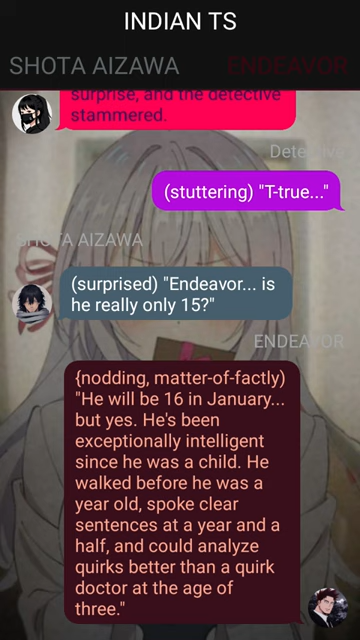 INDIAN TS
SHOTA AIZAWA ENDEAVOR
surprise, and the detective
stammered.
Detective
(stuttering) "T-true..."
SHOTA AIZAWA
(surprised) "Endeavor... is
he really only 15?"
ENDEAVOR
{nodding, matter-of-factly)
"He will be 16 in January...
but yes. He's been
exceptionally intelligent
since he was a child. He
walked before he was a
year old, spoke clear
sentences at a year and a
half, and could analyze
quirks better than a quirk
doctor at the age of
three."